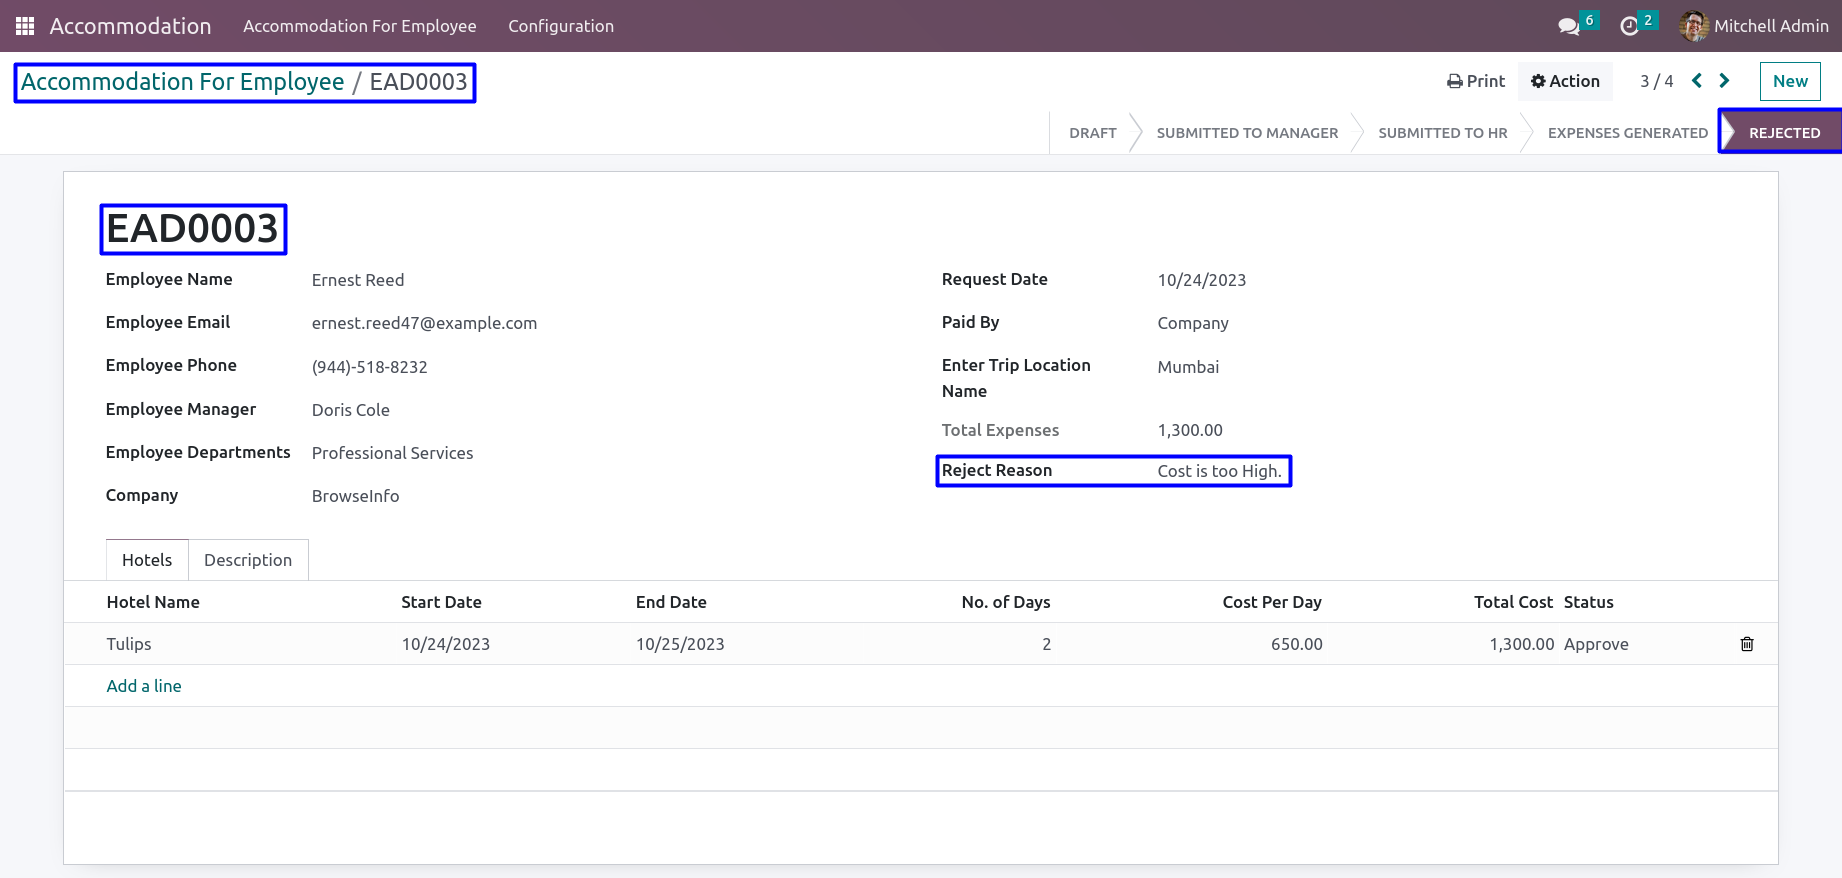 Accommodation Accommodation For Employee Configuration 6 2 Mitchell Admin
Accommodation For Employee / EAD0003 Print Action 3 / 4 New
DRAFT SUBMITTED TO MANAGER SUBMITTED TO HR EXPENSES GENERATED REJECTED
EAD0003
Employee Name Ernest Reed
Employee Email ernest.reed47@example.com
Employee Phone (944)-518-8232
Employee Manager Doris Cole
Employee Departments Professional Services
Company BrowseInfo
Request Date 10/24/2023
Paid By Company
Enter Trip Location Mumbai
Name
Total Expenses 1,300.00
Reject Reason Cost is too High.
Hotels Description
Hotel Name Start Date End Date No. of Days Cost Per Day Total Cost Status
Tulips 10/24/2023 10/25/2023 2 650.00 1,300.00 Approve
Add a line